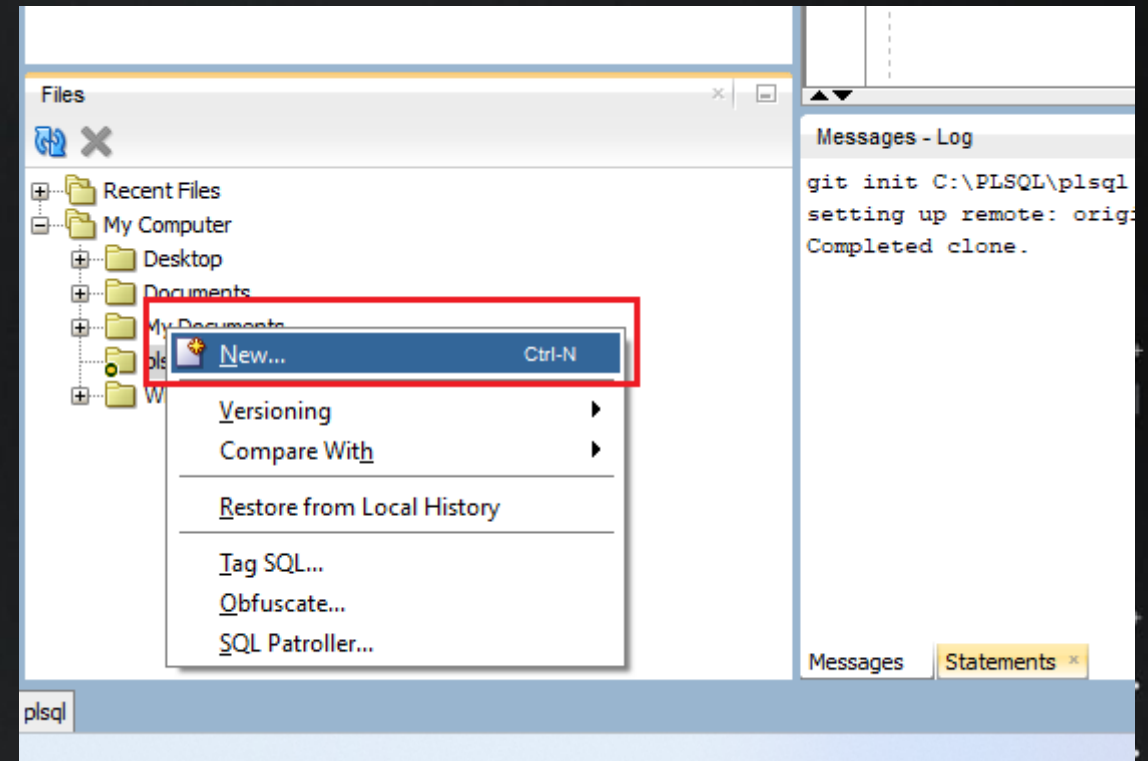 Files
Recent Files
My Computer
Desktop
Documents
My Documents
New... Ctrl-N
Versioning
Compare With
Restore from Local History
Tag SQL...
Obfuscate...
SQL Patroller...
plsql
Messages - Log
git init C:\PLSQL\plsql
setting up remote: origi
Completed clone.
Messages
Statements